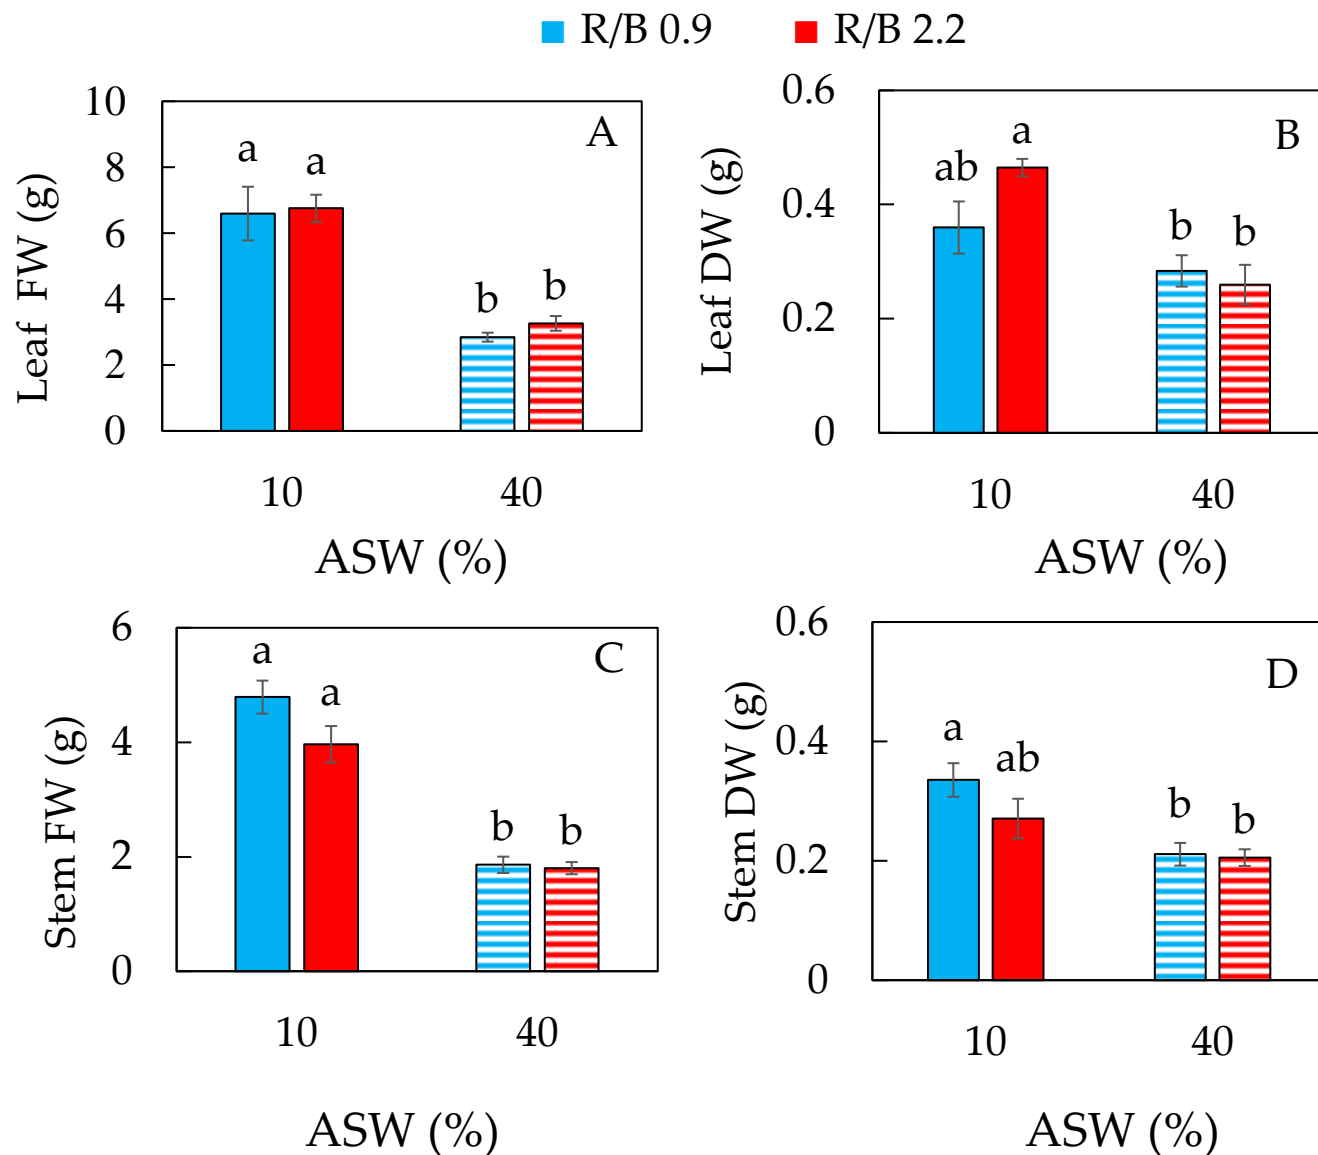 R/B 0.9 R/B 2.2
A
Leaf FW (g)
10
8
6
4
2
0
a a b b
10 40
ASW (%)
B
Leaf DW (g)
0.6
0.4
0.2
0
ab a b b
10 40
ASW (%)
C
Stem FW (g)
6
4
2
0
a a b b
10 40
ASW (%)
D
Stem DW (g)
0.6
0.4
0.2
0
a ab b b
10 40
ASW (%)